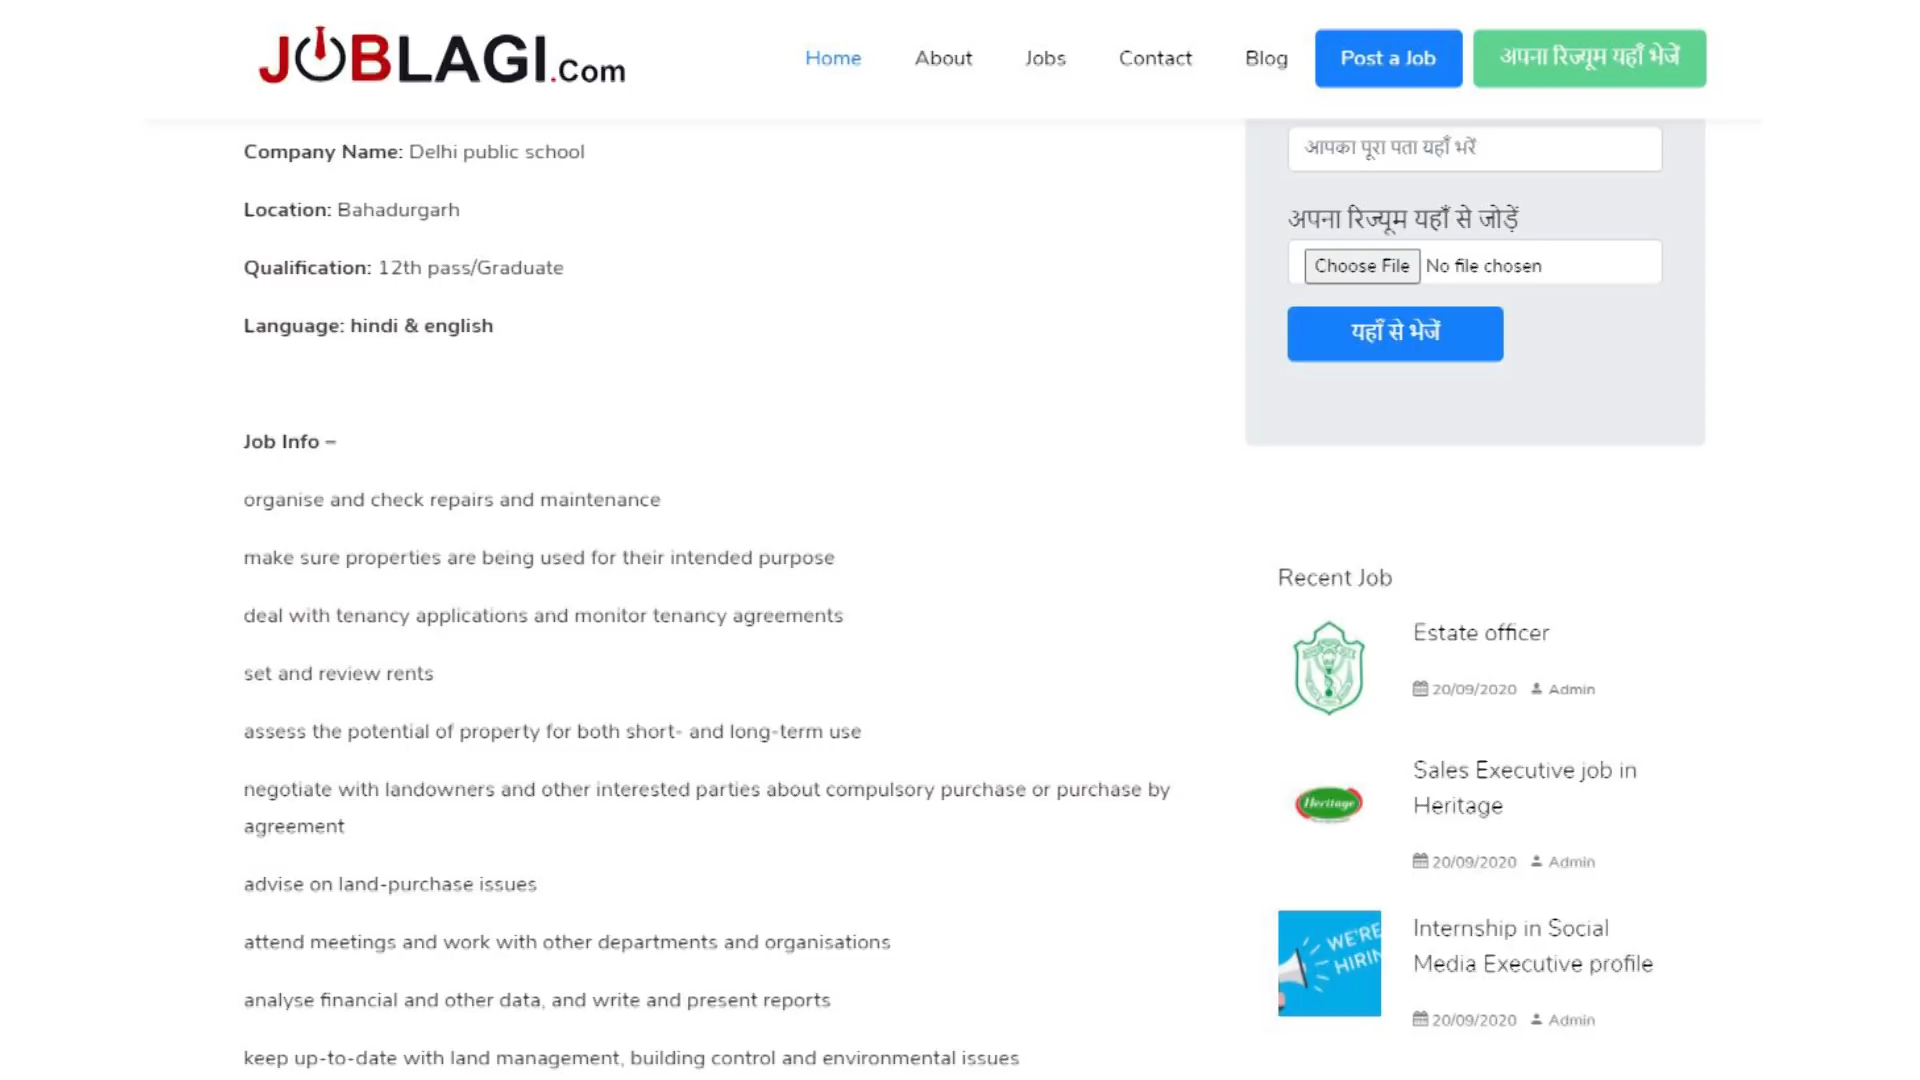 JOBLAGI.Com
Home
About
Jobs
Contact
Blog
Post a Job
अपना रिज्यूम यहाँ भेजें
Company Name: Delhi public school
Location: Bahadurgarh
Qualification: 12th pass/Graduate
Language: hindi & english
Job Info –
organise and check repairs and maintenance
make sure properties are being used for their intended purpose
deal with tenancy applications and monitor tenancy agreements
set and review rents
assess the potential of property for both short- and long-term use
negotiate with landowners and other interested parties about compulsory purchase or purchase by
agreement
advise on land-purchase issues
attend meetings and work with other departments and organisations
analyse financial and other data, and write and present reports
keep up-to-date with land management, building control and environmental issues
आपका पूरा पता यहाँ भरें
अपना रिज्यूम यहाँ से जोड़ें
Choose File No file chosen
यहाँ से भेजें
Recent Job
Estate officer
20/09/2020 Admin
Heritage
Sales Executive job in
Heritage
20/09/2020 Admin
WE'RE
HIRIN
Internship in Social
Media Executive profile
20/09/2020 Admin